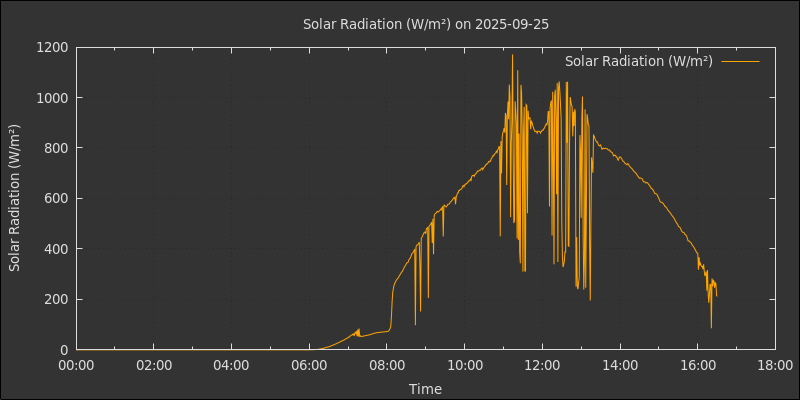 Solar Radiation (W/m²) on 2025-09-25
Solar Radiation (W/m²)
Solar Radiation (W/m²)
1200
1000
800
600
400
200
0
00:00 02:00 04:00 06:00 08:00 10:00 12:00 14:00 16:00 18:00
Time